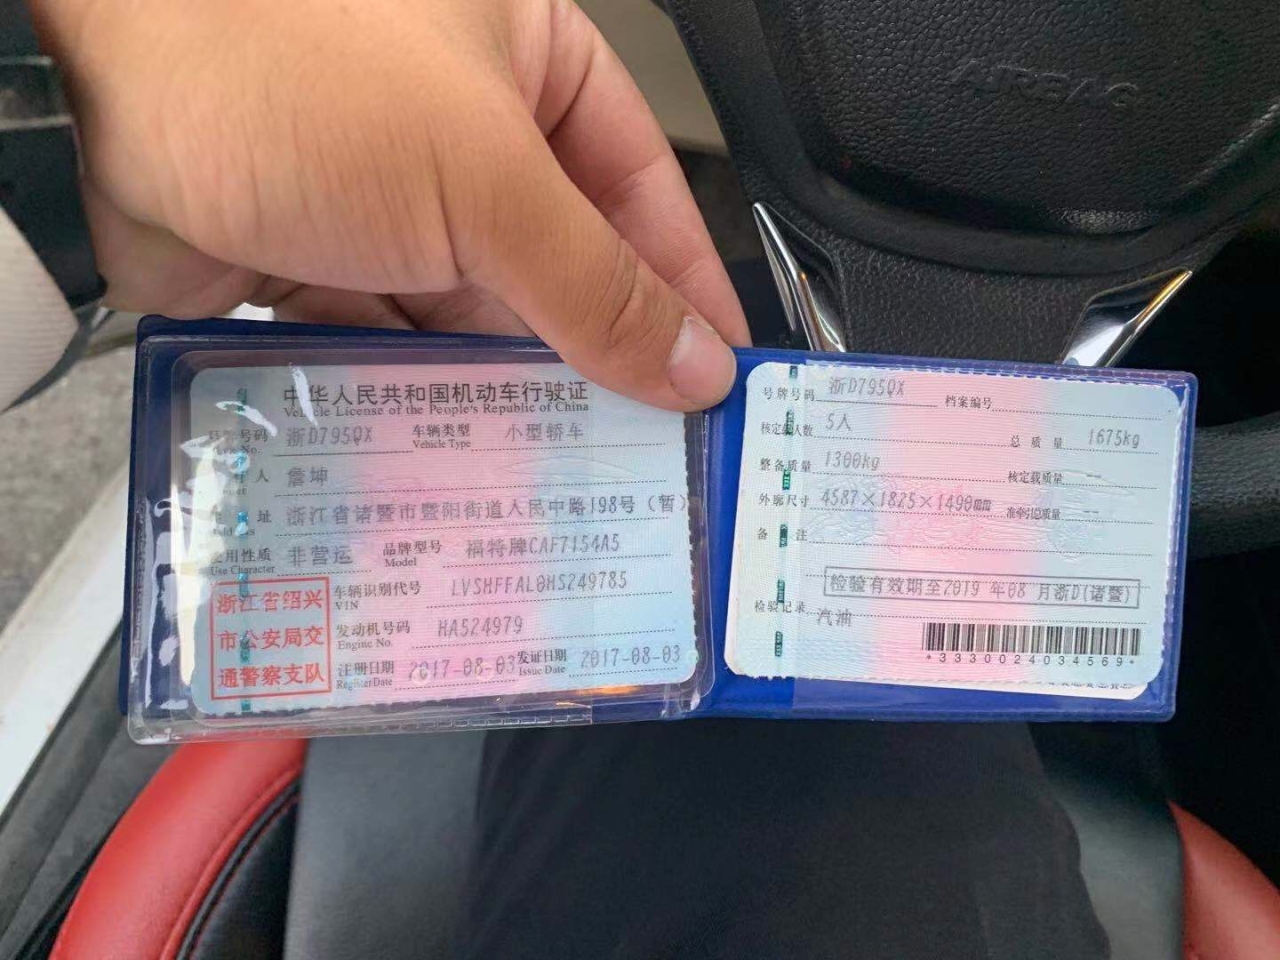 AIRBAG
中华人民共和国机动车行驶证
Vehicle License of the People's Republic of China
号牌号码 浙D795QX 车辆类型 小型轿车
Plate No. Vehicle Type
人 詹坤
址 浙江省诸暨市暨阳街道人民中路198号（暂）
使用性质 非营运 品牌型号 福特牌CAF7154A5
Use Character Model
浙江省绍兴
市公安局交
通警察支队
车辆识别代号 LVSHFFAL0HS249785
VIN
发动机号码 HA524979
Engine No.
注册日期 2017-08-03 发证日期 2017-08-03
Register Date Issue Date
号牌号码 浙D795QX 档案编号
核定载人数 5人 总质量 1675kg
整备质量 1300kg 核定载质量 --
外廓尺寸 4587×1825×1490mm 准牵引总质量 --
备注
检验有效期至2019年08月浙D(诸暨)
检验记录 汽油
*3330024034569*